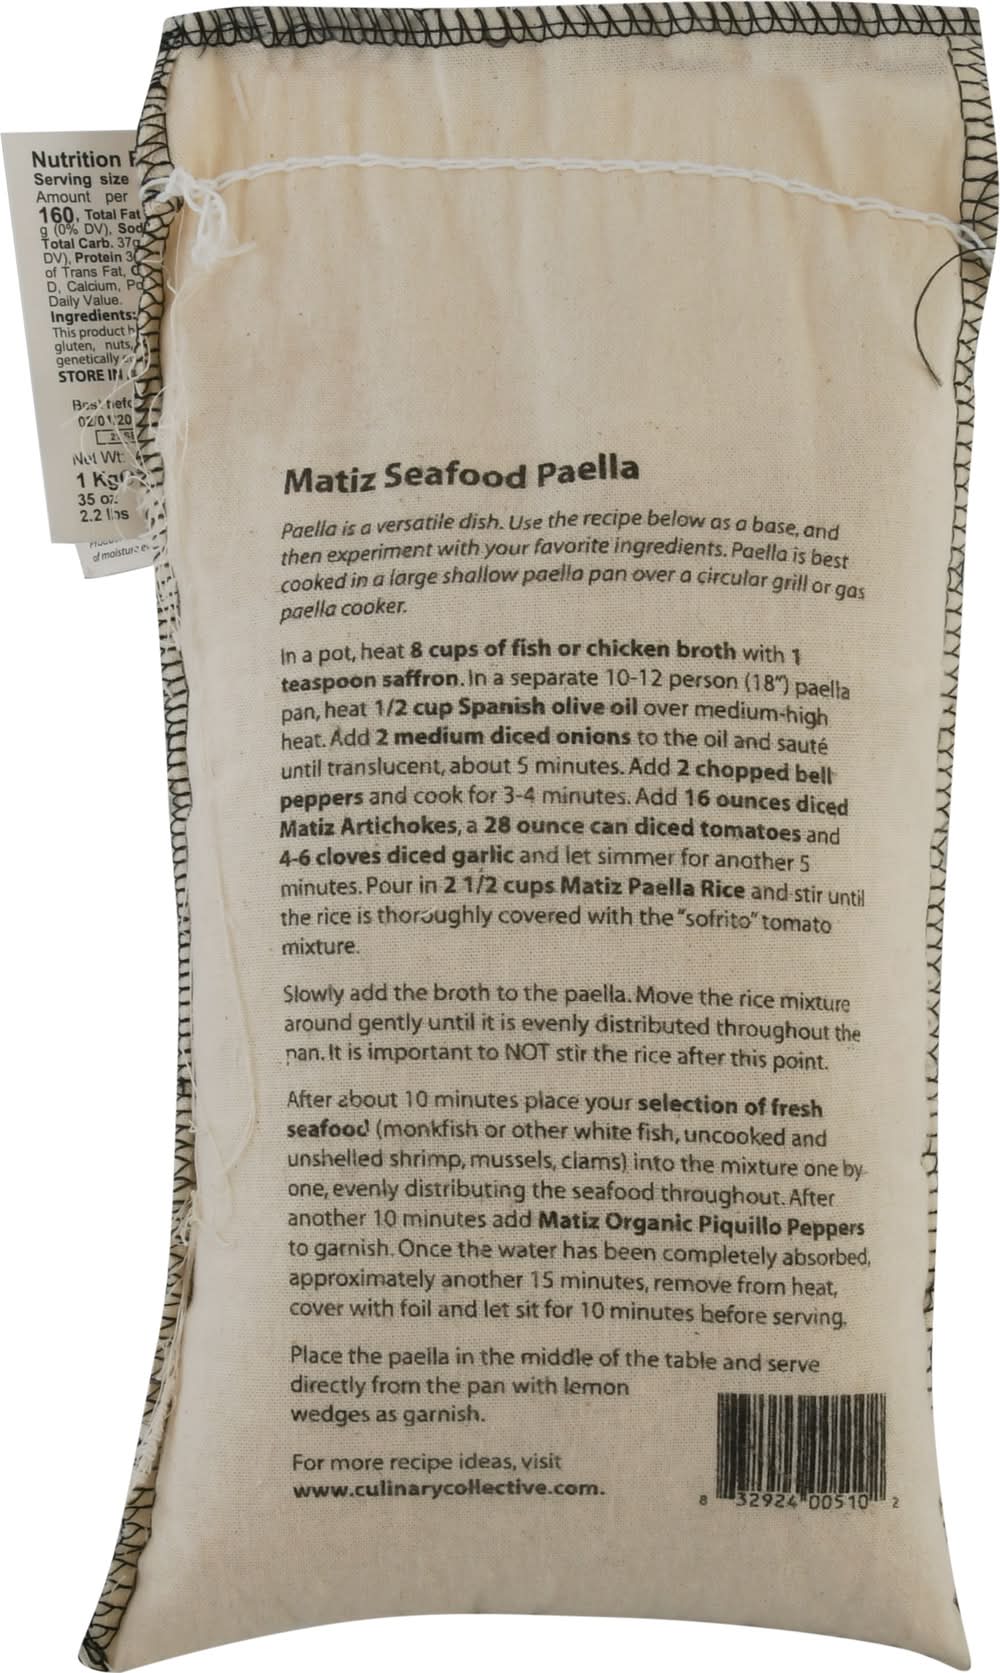 Nutrition
Serving size
Amount per
160, Total Fat
g (0% DV), Sod
Total Carb. 37g
DV), Protein 3
of Trans Fat,
D, Calcium, Po
Daily Value.
Ingredients:
This product
gluten, nuts,
genetically
STORE IN
Best before
02/01/20
Net Wt:
1 Kg
35 oz.
2.2 lbs
of moisture
Matiz Seafood Paella
Paella is a versatile dish. Use the recipe below as a base, and
then experiment with your favorite ingredients. Paella is best
cooked in a large shallow paella pan over a circular grill or gas
paella cooker.
In a pot, heat 8 cups of fish or chicken broth with 1
teaspoon saffron. In a separate 10-12 person (18") paella
pan, heat 1/2 cup Spanish olive oil over medium-high
heat. Add 2 medium diced onions to the oil and sauté
until translucent, about 5 minutes. Add 2 chopped bell
peppers and cook for 3-4 minutes. Add 16 ounces diced
Matiz Artichokes, a 28 ounce can diced tomatoes and
4-6 cloves diced garlic and let simmer for another 5
minutes. Pour in 2 1/2 cups Matiz Paella Rice and stir until
the rice is thoroughly covered with the "sofrito" tomato
mixture.
Slowly add the broth to the paella. Move the rice mixture
around gently until it is evenly distributed throughout the
pan. It is important to NOT stir the rice after this point.
After about 10 minutes place your selection of fresh
seafood (monkfish or other white fish, uncooked and
unshelled shrimp, mussels, clams) into the mixture one by
one, evenly distributing the seafood throughout. After
another 10 minutes add Matiz Organic Piquillo Peppers
to garnish. Once the water has been completely absorbed,
approximately another 15 minutes, remove from heat,
cover with foil and let sit for 10 minutes before serving.
Place the paella in the middle of the table and serve
directly from the pan with lemon
wedges as garnish.
For more recipe ideas, visit
www.culinarycollective.com.
8 32924 00510 2